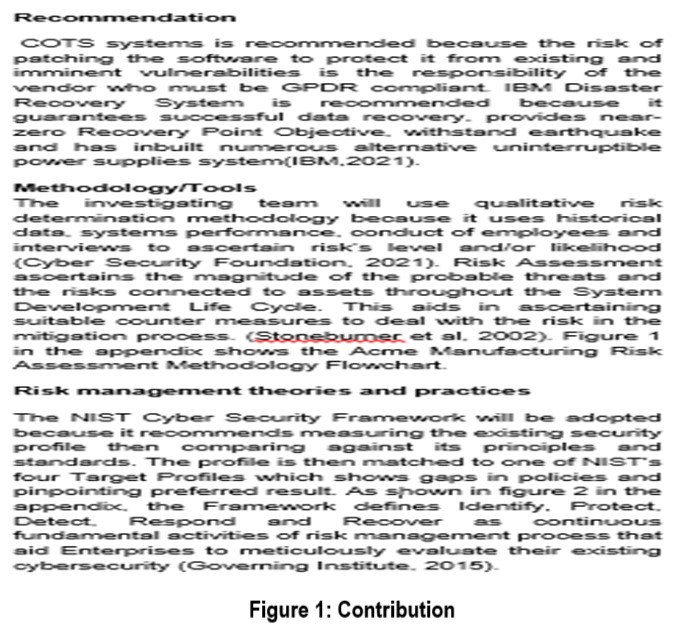 Recommendation
COTS systems is recommended because the risk of
patching the software to protect it from existing and
imminent vulnerabilities is the responsibility of the
vendor who must be GPDR compliant. IBM Disaster
Recovery System is recommended because it
guarantees successful data recovery, provides near-
zero Recovery Point Objective, withstand earthquake
and has inbuilt numerous alternative uninterruptible
power supplies system(IBM,2021).
Methodology/Tools
The investigating team will use qualitative risk
determination methodology because it uses historical
data, systems performance, conduct of employees and
interviews to ascertain risk's level and/or likelihood
(Cyber Security Foundation, 2021). Risk Assessment
ascertains the magnitude of the probable threats and
the risks connected to assets throughout the System
Development Life Cycle. This aids in ascertaining
suitable counter measures to deal with the risk in the
mitigation process. (Stoneburner et al, 2002). Figure 1
in the appendix shows the Acme Manufacturing Risk
Assessment Methodology Flowchart.
Risk management theories and practices
The NIST Cyber Security Framework will be adopted
because it recommends measuring the existing security
profile then comparing against its principles and
standards. The profile is then matched to one of NIST's
four Target Profiles which shows gaps in policies and
pinpointing preferred result. As shown in figure 2 in the
appendix, the Framework defines Identify, Protect,
Detect, Respond and Recover as continuous
fundamental activities of risk management process that
aid Enterprises to meticulously evaluate their existing
cybersecurity (Governing Institute, 2015).
Figure 1: Contribution